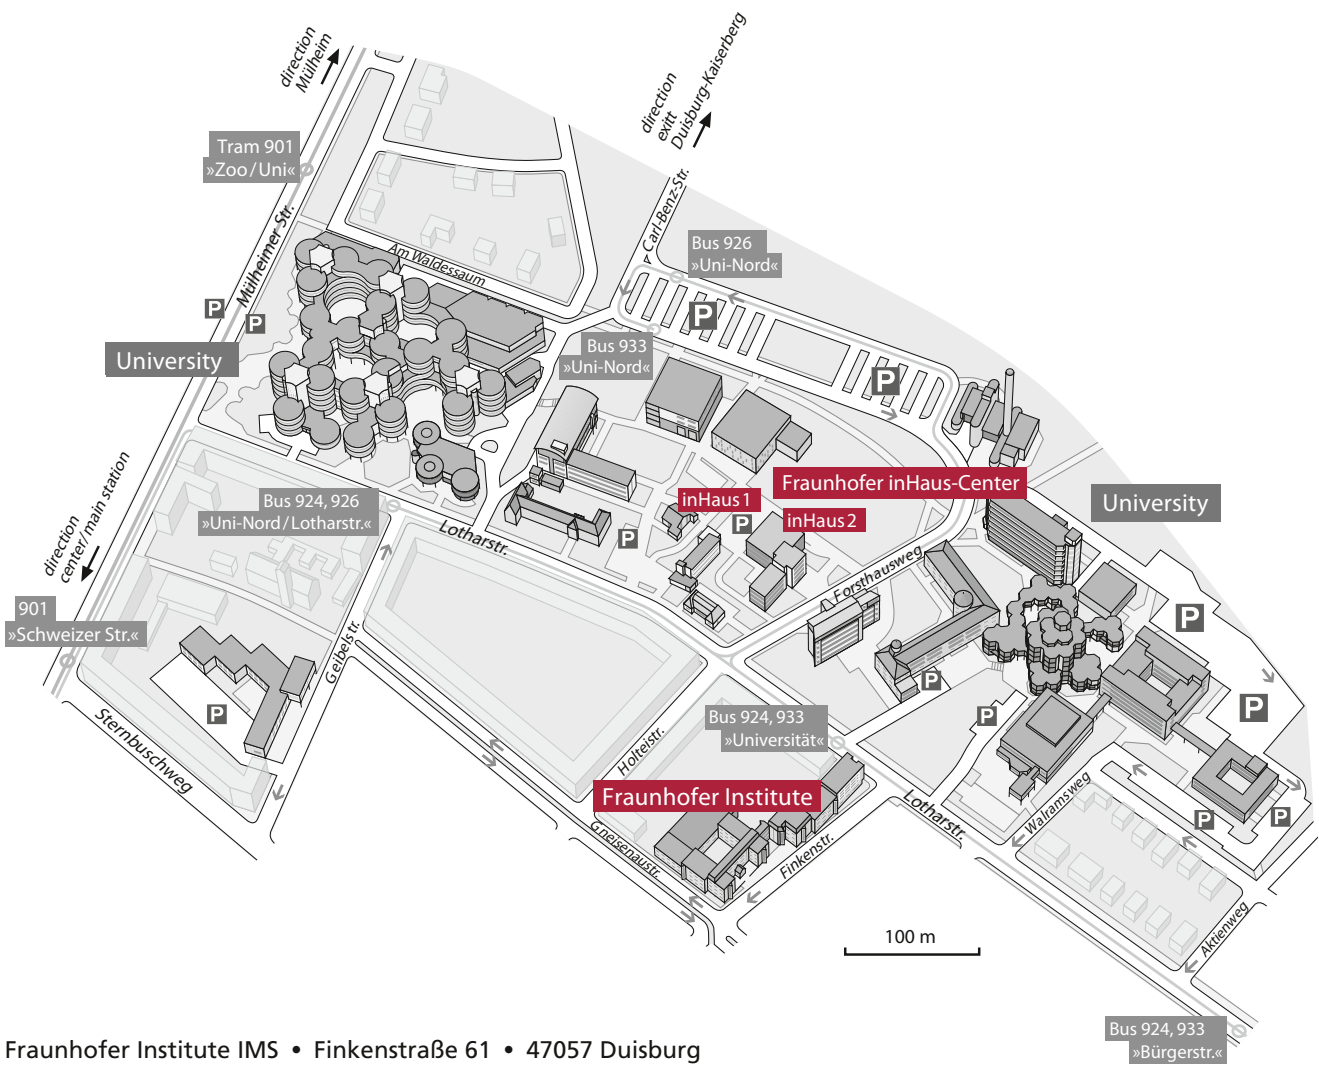 direction
Mülheim
direction
exitt
Duisburg-Kaiserberg
Tram 901
»Zoo/Uni«
Mülheimer Str.
Carl-Benz-Str.
Am Waldessaum
Bus 926
»Uni-Nord«
P
P
P
Bus 933
»Uni-Nord«
University
P
direction
center/main station
Fraunhofer inHaus-Center
inHaus 1
P
inHaus 2
University
Bus 924, 926
»Uni-Nord/Lotharstr.«
Lotharstr.
P
Forsthausweg
901
»Schweizer Str.«
Geibelstr.
P
P
P
P
P
Sternbuschweg
Holteistr.
Bus 924, 933
»Universität«
Fraunhofer Institute
Lotharstr.
Walramsweg
P
P
Gneisenaustr.
Finkenstr.
100 m
Aktienweg
Bus 924, 933
»Bürgerstr.«
Fraunhofer Institute IMS • Finkenstraße 61 • 47057 Duisburg